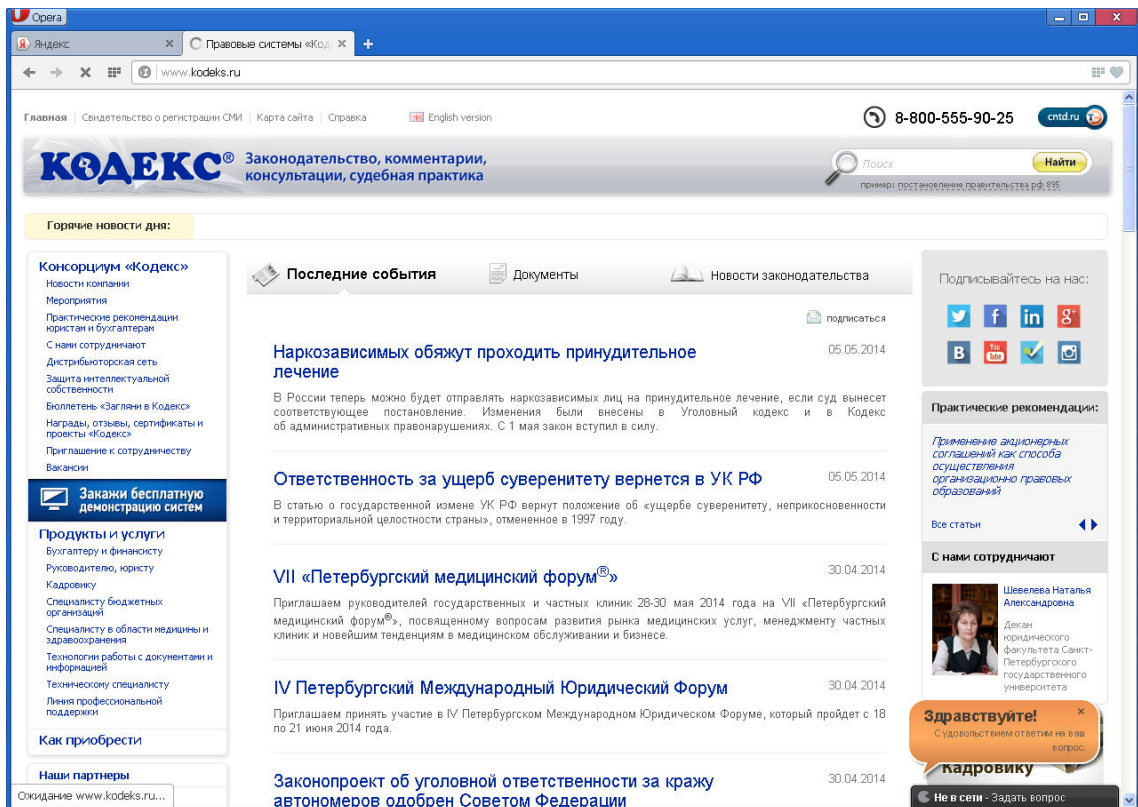 Opera
Яндекс
Правовые системы «Код
www.kodeks.ru
Главная Свидетельство о регистрации СМИ Карта сайта Справка English version
8-800-555-90-25
cntd.ru
КОДЕКС®
Законодательство, комментарии,
консультации, судебная практика
Поиск
Найти
пример: постановление правительства рф 895
Горячие новости дня:
Консорциум «Кодекс»
Новости компании
Мероприятия
Практические рекомендации
юристам и бухгалтерам
С нами сотрудничают
Дистрибьюторская сеть
Защита интеллектуальной
собственности
Бюллетень «Загляни в Кодекс»
Награды, отзывы, сертификаты и
проекты «Кодекс»
Приглашение к сотрудничеству
Вакансии
Закажи бесплатную
демонстрацию систем
Продукты и услуги
Бухгалтеру и финансисту
Руководителю, юристу
Кадровику
Специалисту бюджетных
организаций
Специалисту в области медицины и
здравоохранения
Технологии работы с документами и
информацией
Техническому специалисту
Линия профессиональной
поддержки
Как приобрести
Наши партнеры
Ожидание www.kodeks.ru...
Последние события
Документы
Новости законодательства
подписаться
Наркозависимых обяжут проходить принудительное
лечение
05.05.2014
В России теперь можно будет отправлять наркозависимых лиц на принудительное лечение, если суд вынесет
соответствующее постановление. Изменения были внесены в Уголовный кодекс и в Кодекс
об административных правонарушениях. С 1 мая закон вступил в силу.
Ответственность за ущерб суверенитету вернется в УК РФ
05.05.2014
В статью о государственной измене УК РФ вернут положение об «ущербе суверенитету, неприкосновенности
и территориальной целостности страны», отмененное в 1997 году.
VII «Петербургский медицинский форум®»
30.04.2014
Приглашаем руководителей государственных и частных клиник 28-30 мая 2014 года на VII «Петербургский
медицинский форум®», посвященному вопросам развития рынка медицинских услуг, менеджменту частных
клиник и новейшим тенденциям в медицинском обслуживании и бизнесе.
IV Петербургский Международный Юридический Форум
30.04.2014
Приглашаем принять участие в IV Петербургском Международном Юридическом Форуме, который пройдет с 18
по 21 июня 2014 года.
Законопроект об уголовной ответственности за кражу
автономеров одобрен Советом Федерации
30.04.2014
Подписывайтесь на нас:
You Tube
Практические рекомендации:
Применение акционерных
соглашений как способа
осуществления
организационно правовых
образований
Все статьи
С нами сотрудничают
Шевелева Наталья
Александровна
Декан
юридического
факультета Санкт-
Петербургского
государственного
университета
Здравствуйте!
С удовольствием ответим на ваш
вопрос.
Кадровику
Не в сети - Задать вопрос